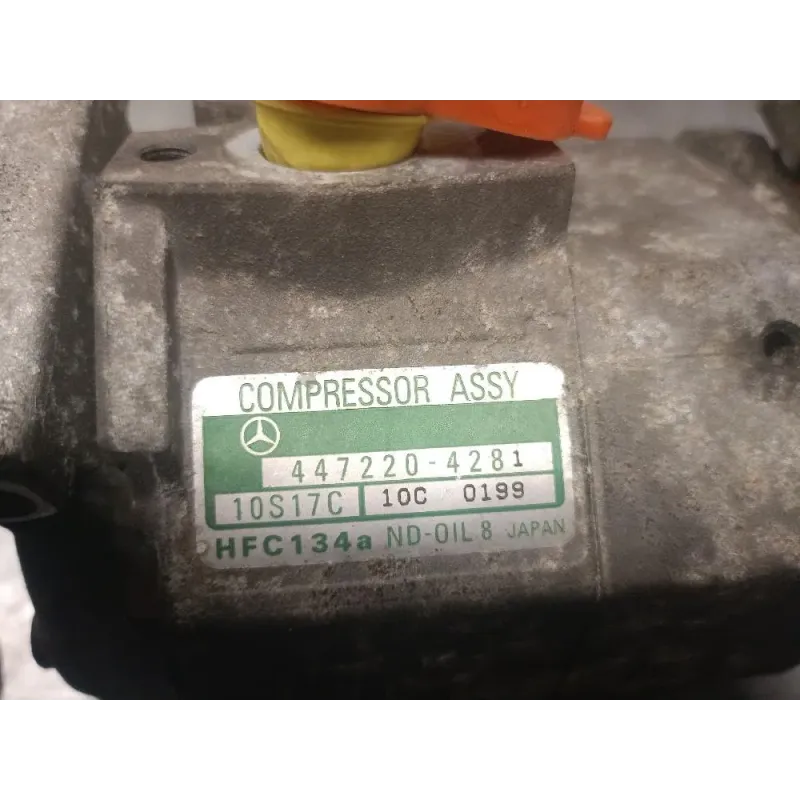 COMPRESSOR ASSY
447220-4281
10S17C 10C 0199
HFC134a ND-OIL 8 JAPAN